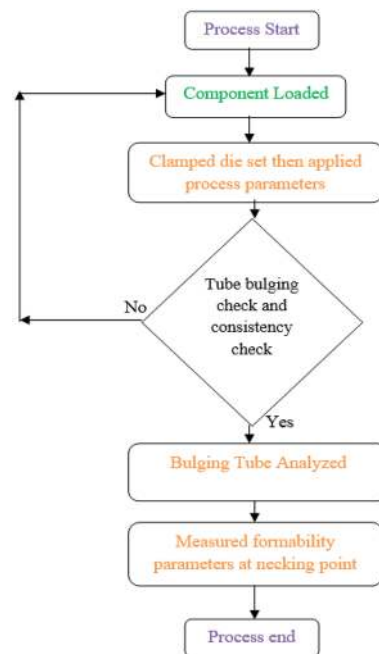 Process Start
Component Loaded
Clamped die set then applied
process parameters
Tube bulging
check and
consistency
check
No
Yes
Bulging Tube Analyzed
Measured formability
parameters at necking point
Process end